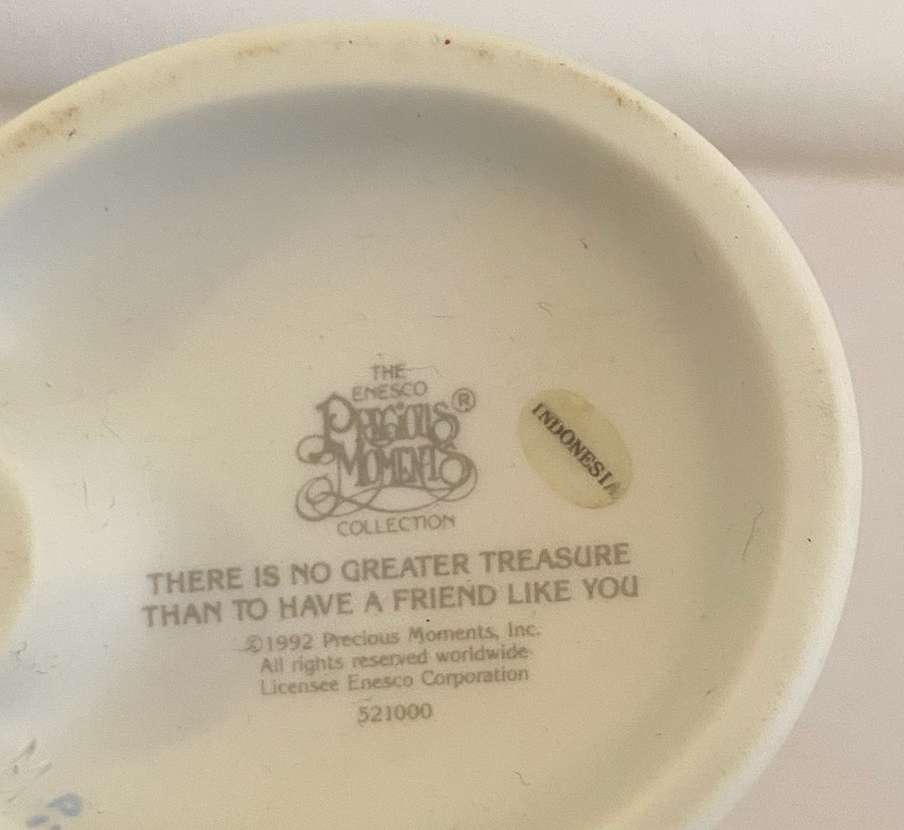 THE
ENESCO
PRECIOUS ®
MOMENTS
COLLECTION
INDONESIA
THERE IS NO GREATER TREASURE
THAN TO HAVE A FRIEND LIKE YOU
©1992 Precious Moments, Inc.
All rights reserved worldwide
Licensee Enesco Corporation
521000